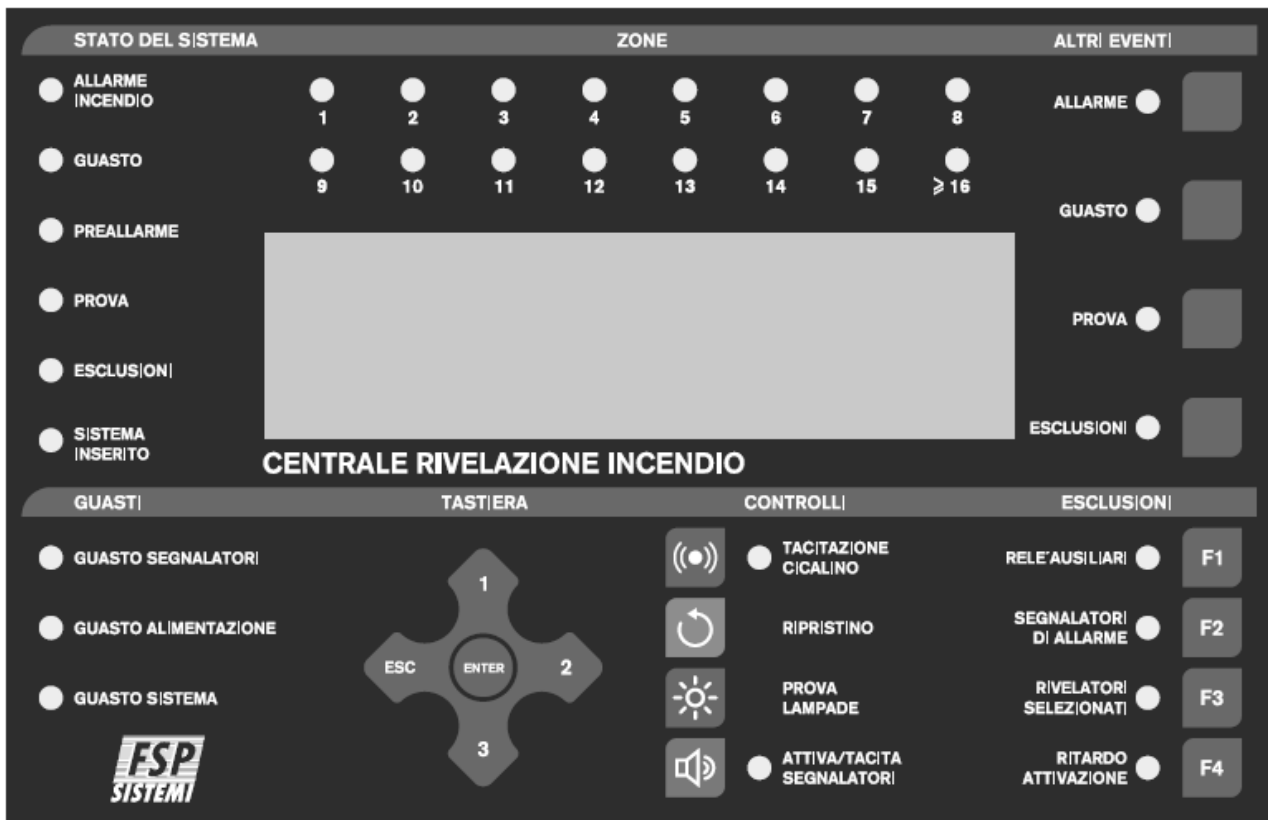 STATO DEL SISTEMA
ZONE
ALTRI EVENTI
ALLARME
INCENDIO
GUASTO
PREALLARME
PROVA
ESCLUSIONI
SISTEMA
INSERITO
1 2 3 4 5 6 7 8
9 10 11 12 13 14 15 ⩾ 16
ALLARME
GUASTO
PROVA
ESCLUSIONI
CENTRALE RIVELAZIONE INCENDIO
GUASTI
TASTIERA
CONTROLLI
ESCLUSIONI
GUASTO SEGNALATORI
GUASTO ALIMENTAZIONE
GUASTO SISTEMA
FSP
SISTEMI
1
ESC ENTER 2
3
TACITAZIONE
CICALINO
RIPRISTINO
PROVA
LAMPADE
ATTIVA/TACITA
SEGNALATORI
RELE´AUSILIARI F1
SEGNALATORI
DI ALLARME F2
RIVELATORI
SELEZIONATI F3
RITARDO
ATTIVAZIONE F4